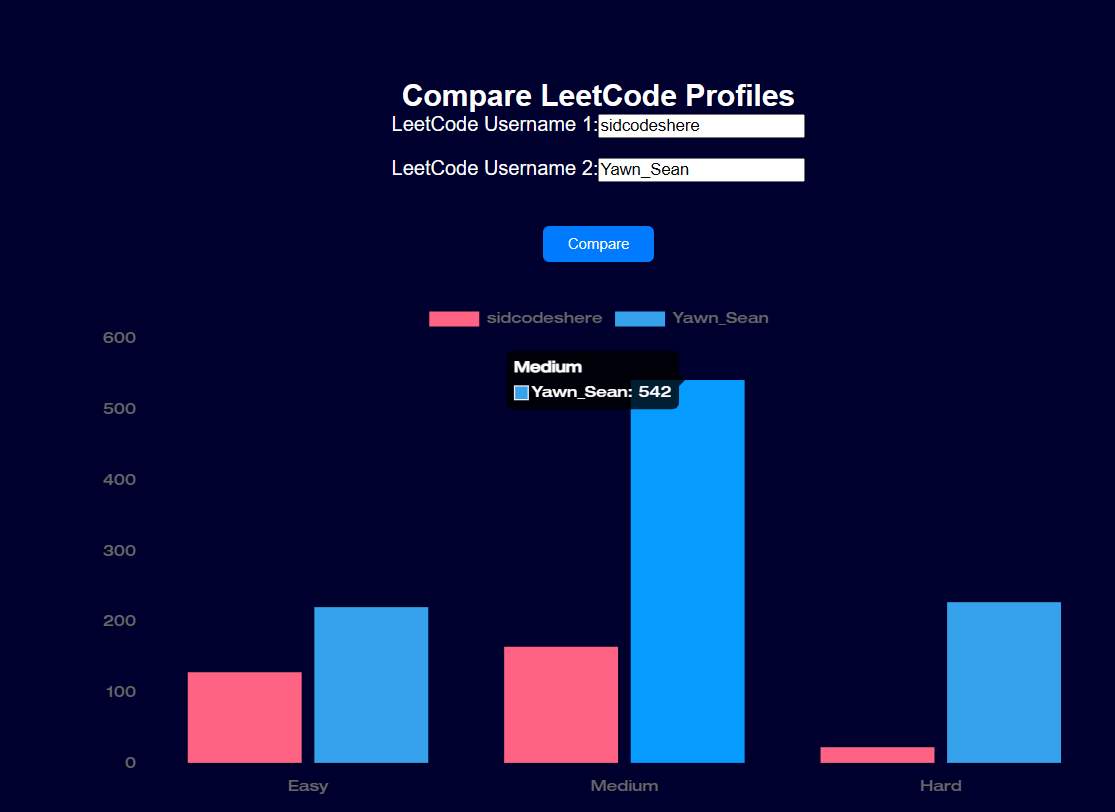 Compare LeetCode Profiles
LeetCode Username 1:sidcodeshere
LeetCode Username 2:Yawn_Sean
Compare
sidcodeshere Yawn_Sean
600
Medium
Yawn_Sean: 542
500
400
300
200
100
0
Easy Medium Hard